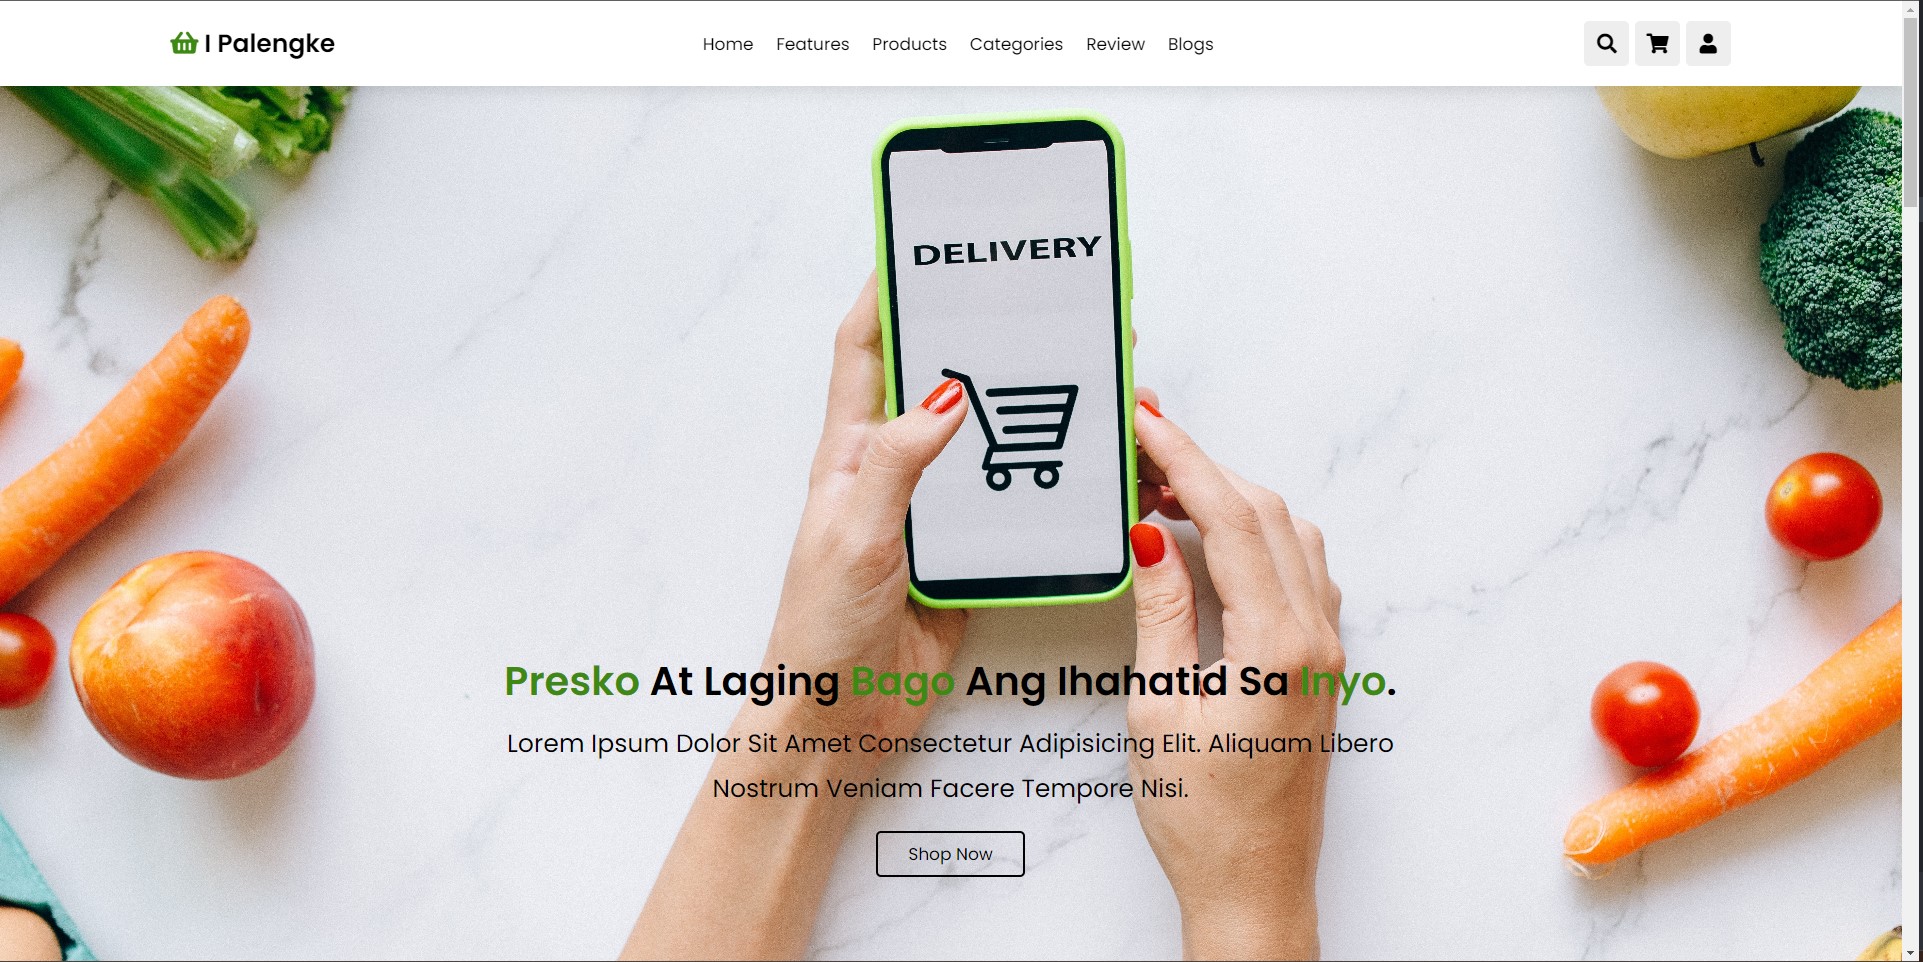 I Palengke
Home Features Products Categories Review Blogs
DELIVERY
Presko At Laging Bago Ang Ihahatid Sa Inyo.
Lorem Ipsum Dolor Sit Amet Consectetur Adipisicing Elit. Aliquam Libero
Nostrum Veniam Facere Tempore Nisi.
Shop Now